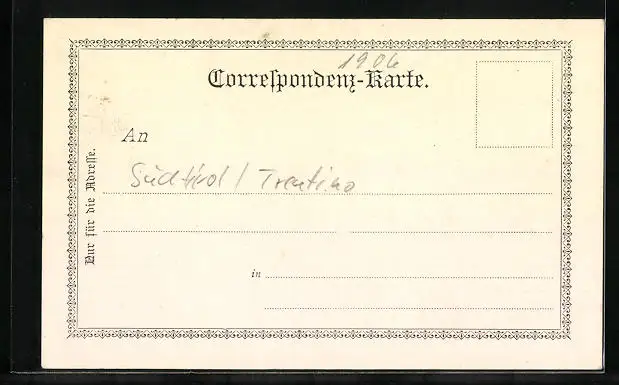 1906
Correſpondenz-Karte.
An
Südtirol / Trentino
Nur für die Adreſſe.
in